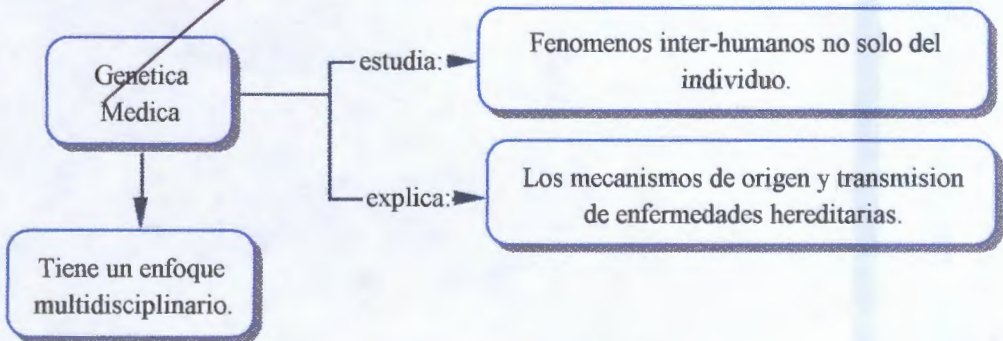 Genetica
Medica
estudia:
Fenomenos inter-humanos no solo del
individuo.
explica:
Los mecanismos de origen y transmision
de enfermedades hereditarias.
Tiene un enfoque
multidisciplinario.